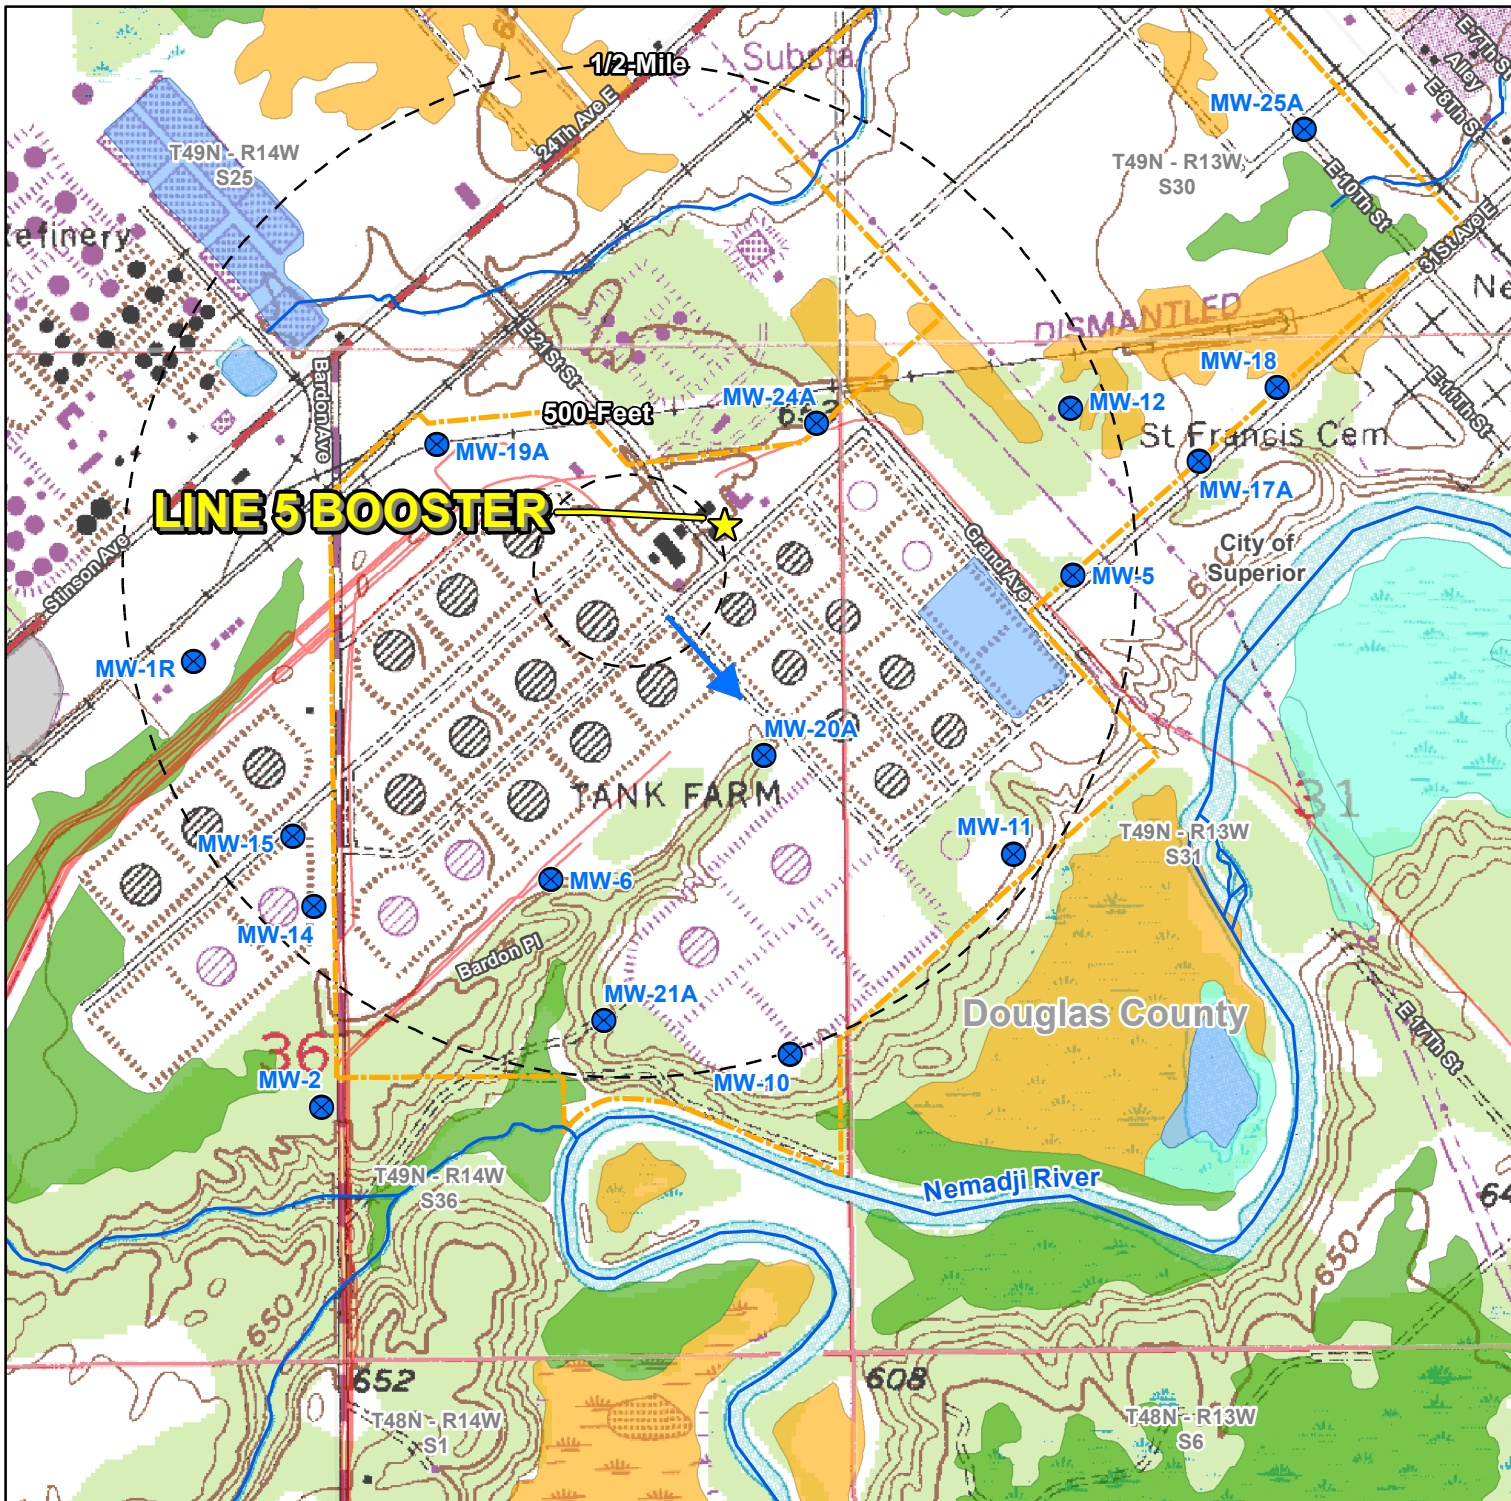 1/2-Mile
Substa
E 7Th St
Alley
E 8Th St
24Th Ave E
MW-25A
T49N - R14W
S25
T49N - R13W
S30
E 10Th St
efinery
31St Ave E
Ne
DISMANTLED
E 21St St
Bardon Ave
MW-18
MW-24A
500-Feet
MW-12
E 11Th St
St Francis Cem
MW-19A
MW-17A
LINE 5 BOOSTER
Grand Ave
City of
Superior
Stinson Ave
MW-5
MW-1R
MW-20A
TANK FARM
31
MW-15
MW-11
T49N - R13W
S31
MW-6
MW-14
Bardon Pl
MW-21A
Douglas County
E 17Th St
36
MW-2
MW-10
T49N - R14W
S36
Nemadji River
64
650
650
652
608
T48N - R14W
S1
T48N - R13W
S6